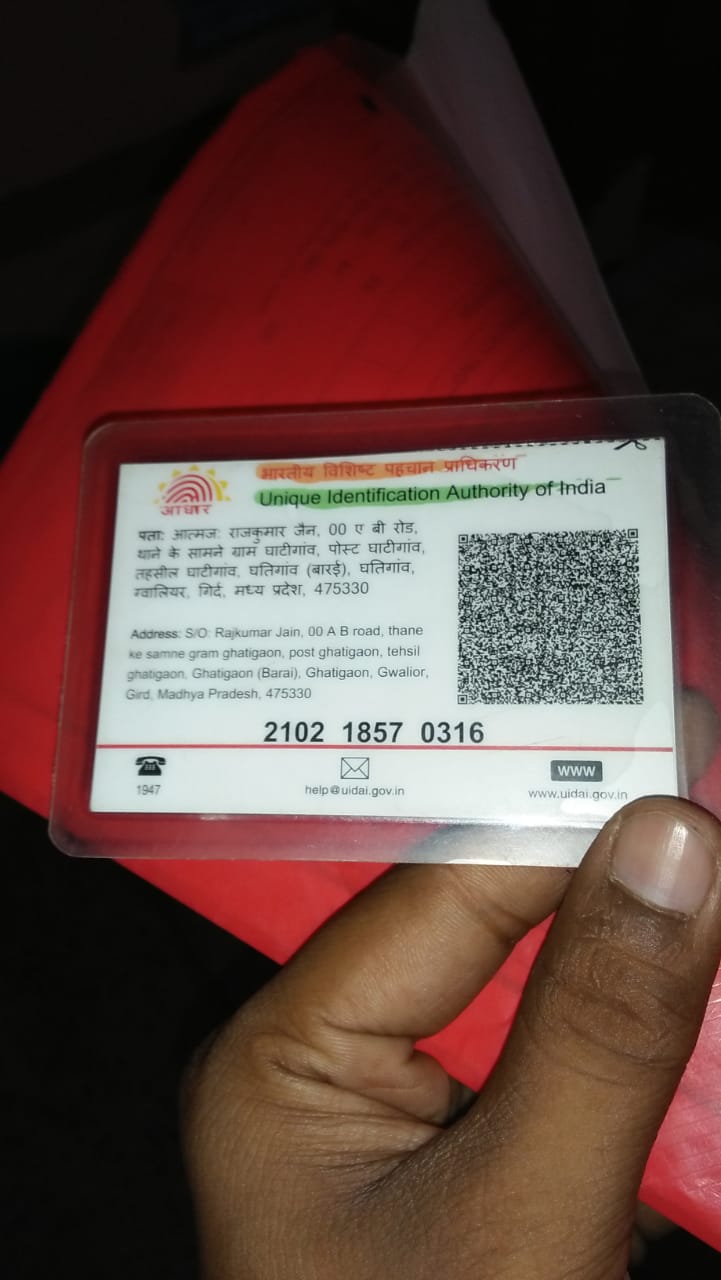 आधार
भारतीय विशिष्ट पहचान प्राधिकरण
Unique Identification Authority of India
पता: आत्मज: राजकुमार जैन, 00 ए बी रोड,
थाने के सामने ग्राम घाटीगांव, पोस्ट घाटीगांव,
तहसील घाटीगांव, घतिगांव (बारई), घतिगांव,
ग्वालियर, गिर्द, मध्य प्रदेश, 475330
Address: S/O: Rajkumar Jain, 00 A B road, thane
ke samne gram ghatigaon, post ghatigaon, tehsil
ghatigaon, Ghatigaon (Barai), Ghatigaon, Gwalior,
Gird, Madhya Pradesh, 475330
2102 1857 0316
1947
help@uidai.gov.in
www
www.uidai.gov.in